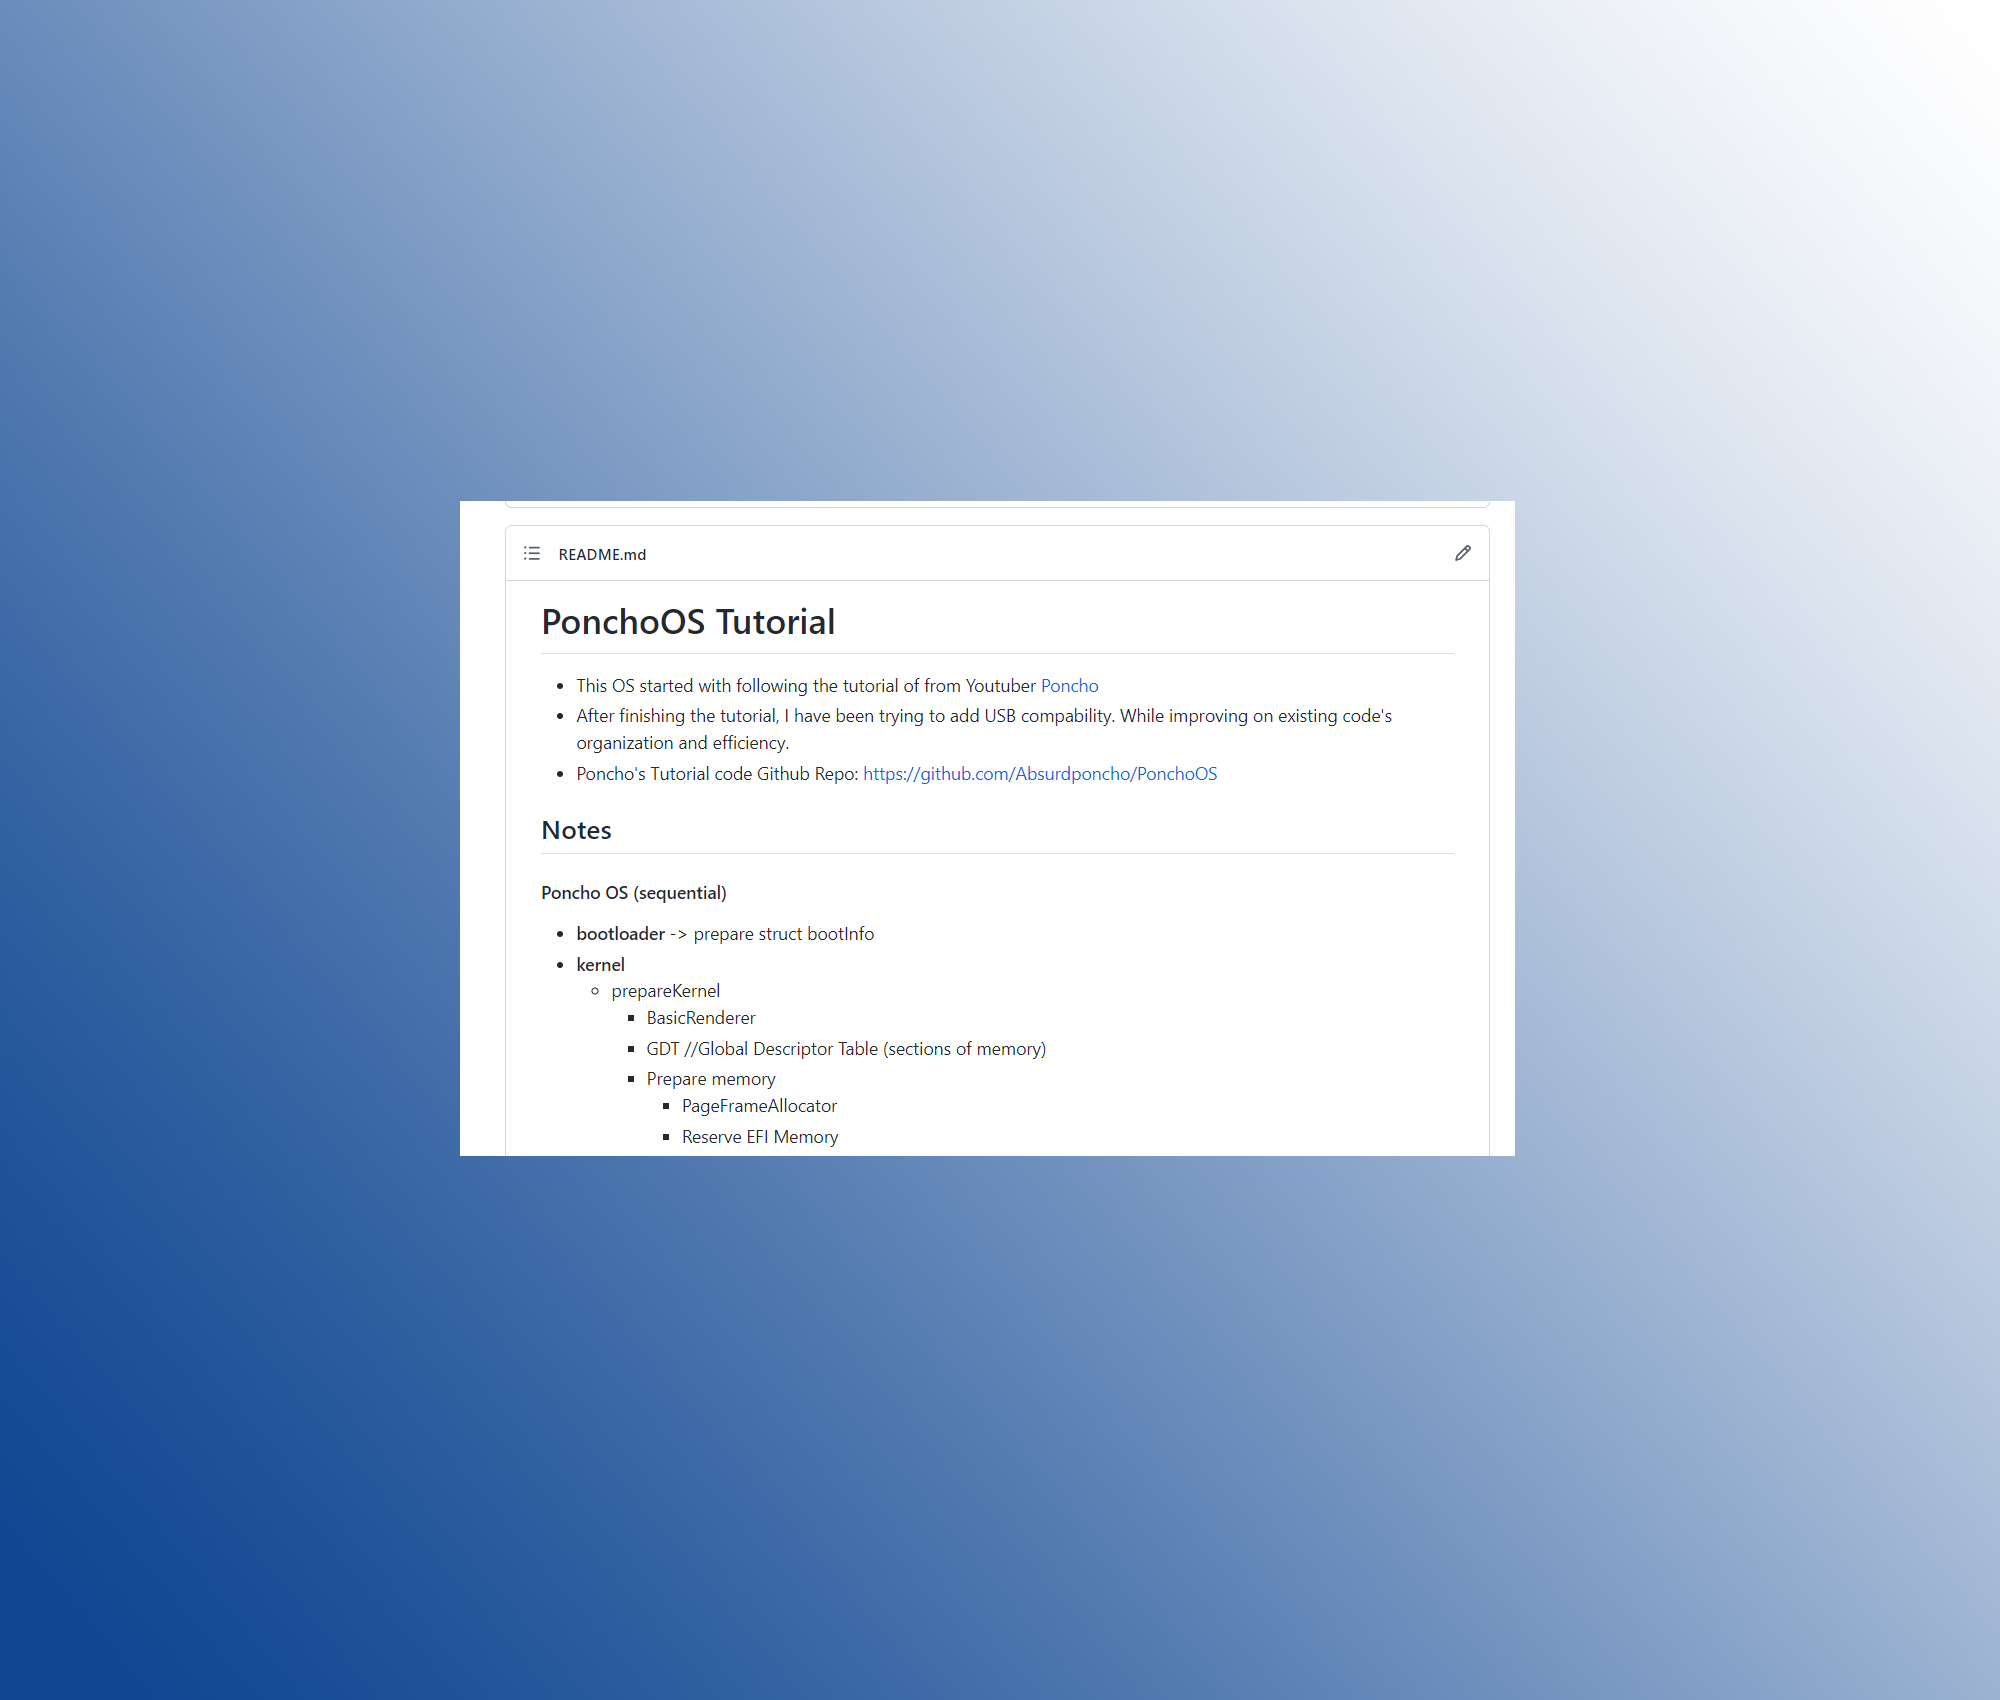 README.md
PonchoOS Tutorial
This OS started with following the tutorial of from Youtuber Poncho
After finishing the tutorial, I have been trying to add USB compability. While improving on existing code's
organization and efficiency.
Poncho's Tutorial code Github Repo: https://github.com/Absurdponcho/PonchoOS
Notes
Poncho OS (sequential)
bootloader -> prepare struct bootInfo
kernel
prepareKernel
BasicRenderer
GDT //Global Descriptor Table (sections of memory)
Prepare memory
PageFrameAllocator
Reserve EFI Memory